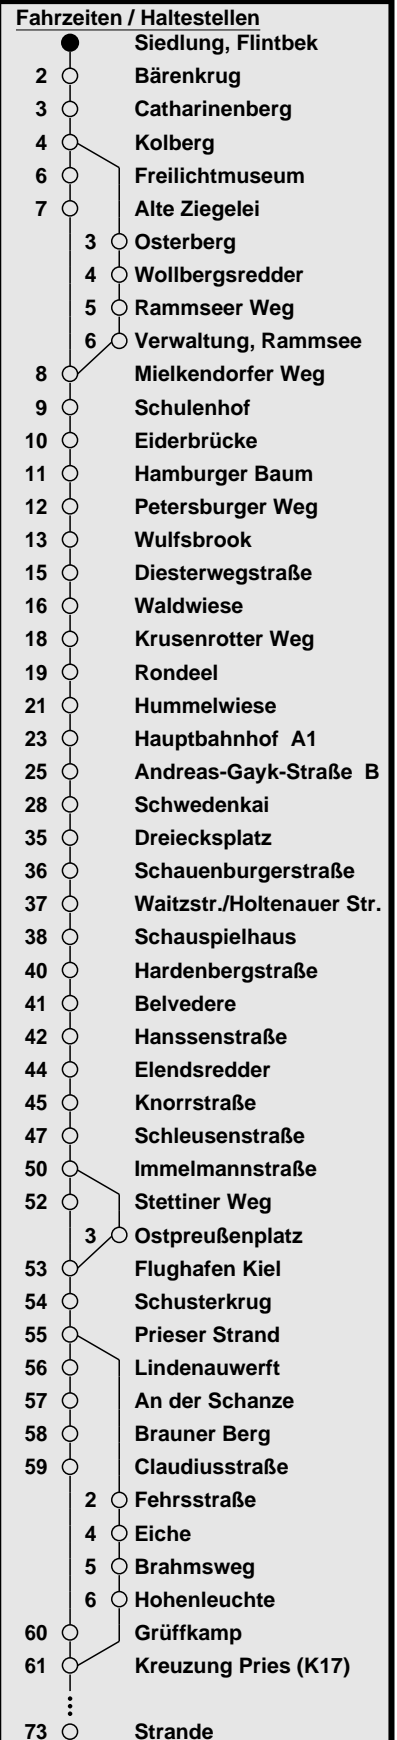 Fahrzeiten / Haltestellen
Siedlung, Flintbek
2 Bärenkrug
3 Catharinenberg
4 Kolberg
6 Freilichtmuseum
7 Alte Ziegelei
3 Osterberg
4 Wollbergsredder
5 Rammseer Weg
6 Verwaltung, Rammsee
8 Mielkendorfer Weg
9 Schulenhof
10 Eiderbrücke
11 Hamburger Baum
12 Petersburger Weg
13 Wulfsbrook
15 Diesterwegstraße
16 Waldwiese
18 Krusenrotter Weg
19 Rondeel
21 Hummelwiese
23 Hauptbahnhof A1
25 Andreas-Gayk-Straße B
28 Schwedenkai
35 Dreiecksplatz
36 Schauenburgerstraße
37 Waitzstr./Holtenauer Str.
38 Schauspielhaus
40 Hardenbergstraße
41 Belvedere
42 Hanssenstraße
44 Elendsredder
45 Knorrstraße
47 Schleusenstraße
50 Immelmannstraße
52 Stettiner Weg
3 Ostpreußenplatz
53 Flughafen Kiel
54 Schusterkrug
55 Prieser Strand
56 Lindenauwerft
57 An der Schanze
58 Brauner Berg
59 Claudiusstraße
2 Fehrsstraße
4 Eiche
5 Brahmsweg
6 Hohenleuchte
60 Grüffkamp
61 Kreuzung Pries (K17)
73 Strande